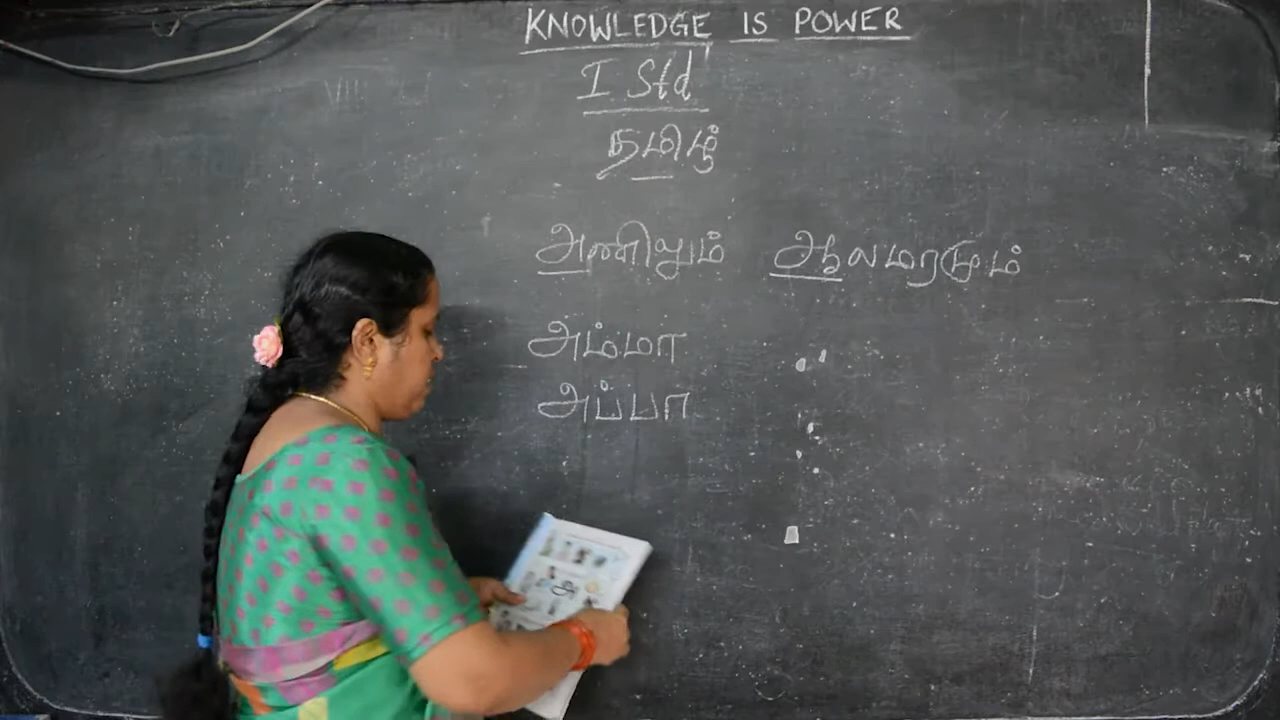 KNOWLEDGE IS POWER
I Std
தமிழ்
அணிலும் ஆலமரமும்
அம்மா
அப்பா
அ